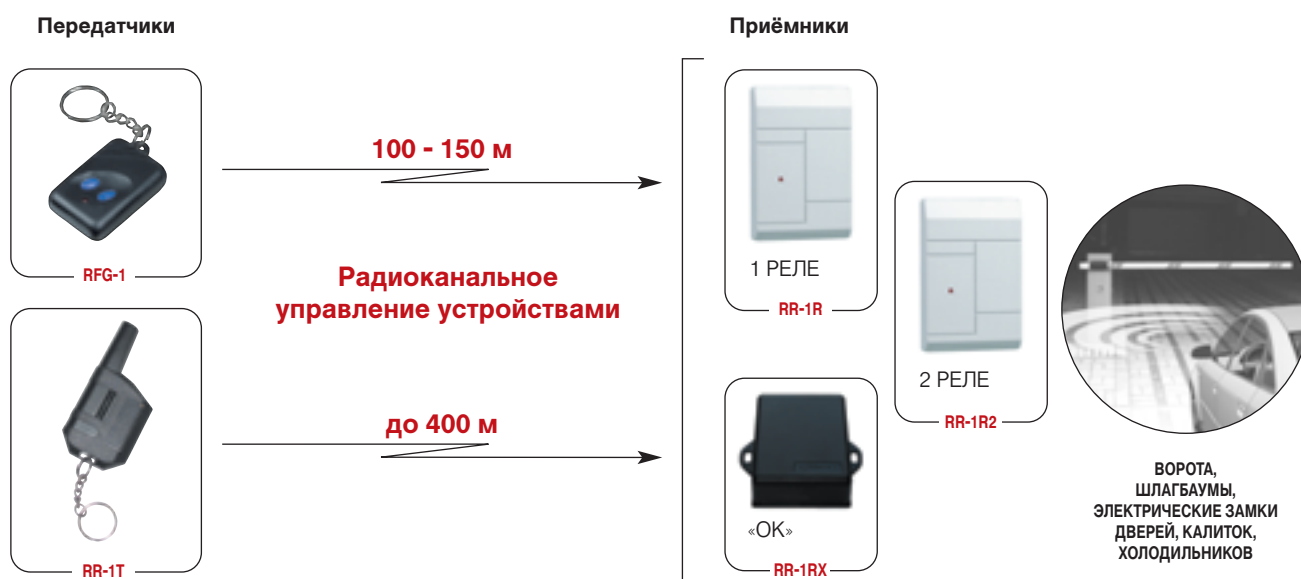 Передатчики
Приёмники
100 - 150 м
RFG-1
Радиоканальное
управление устройствами
1 РЕЛЕ
RR-1R
2 РЕЛЕ
RR-1R2
до 400 м
RR-1T
«ОК»
RR-1RX
ВОРОТА,
ШЛАГБАУМЫ,
ЭЛЕКТРИЧЕСКИЕ ЗАМКИ
ДВЕРЕЙ, КАЛИТОК,
ХОЛОДИЛЬНИКОВ